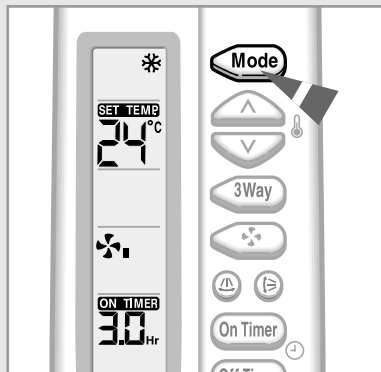 Mode
SET TEMP
24°C
3Way
ON TIMER
3.0Hr
On Timer